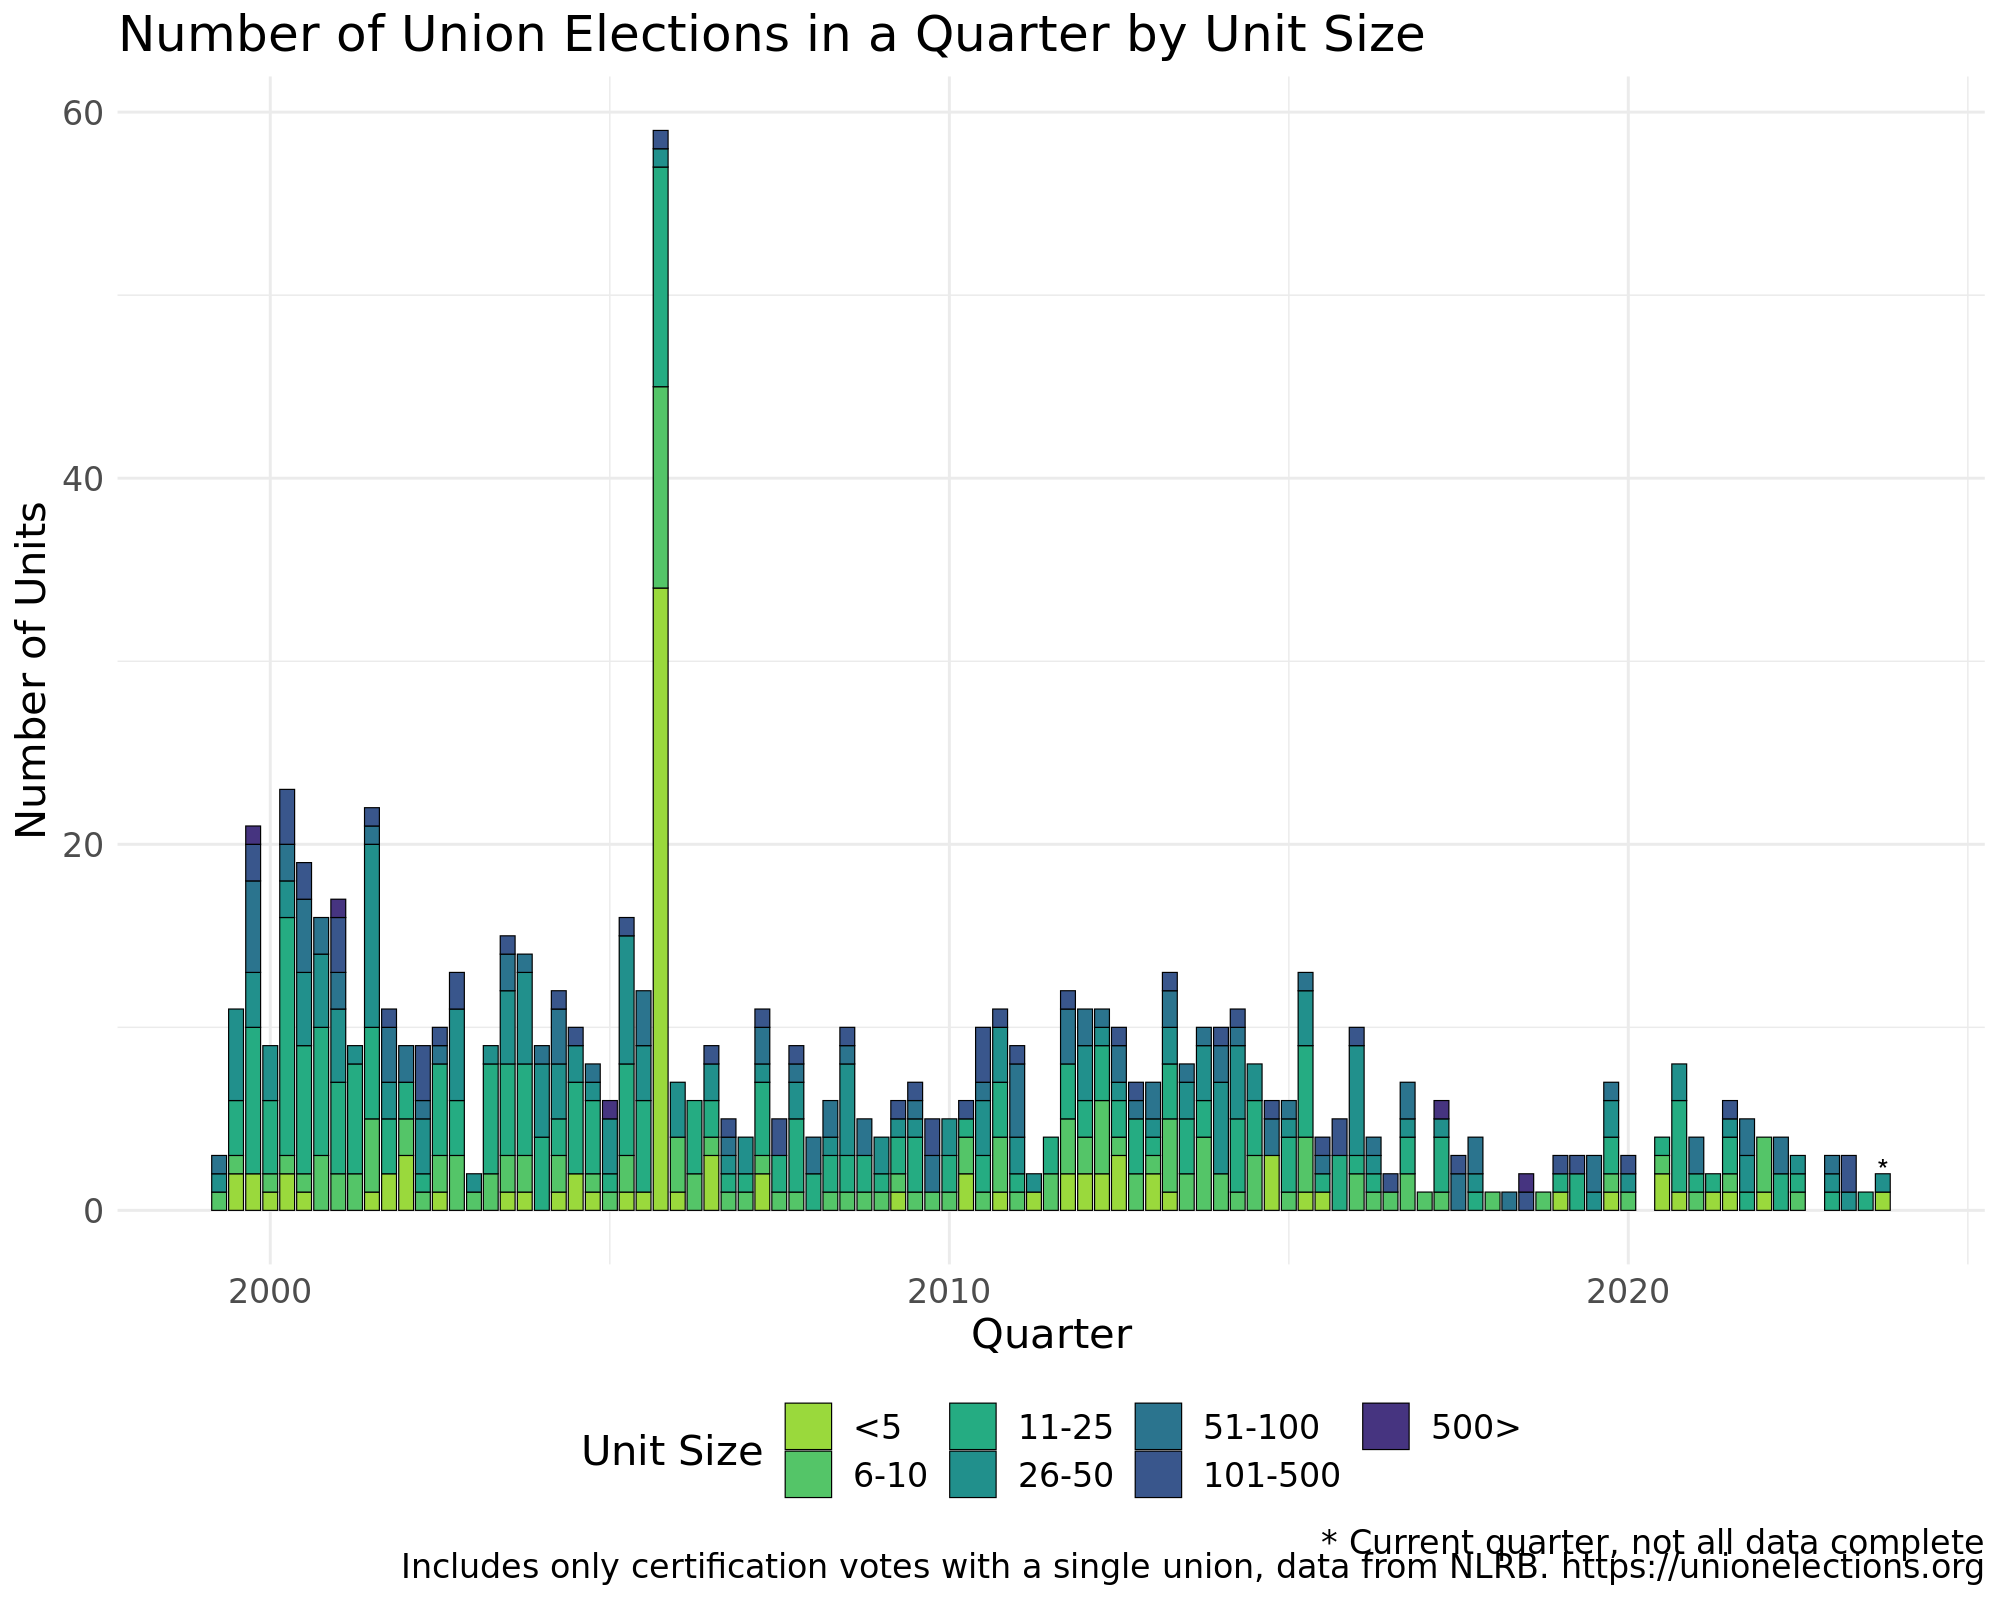 Number of Union Elections in a Quarter by Unit Size
60
40
20
0
Number of Units
*
2000 2010 2020
Quarter
Unit Size
<5 11-25 51-100 500>
6-10 26-50 101-500
* Current quarter, not all data complete
Includes only certification votes with a single union, data from NLRB. https://unionelections.org